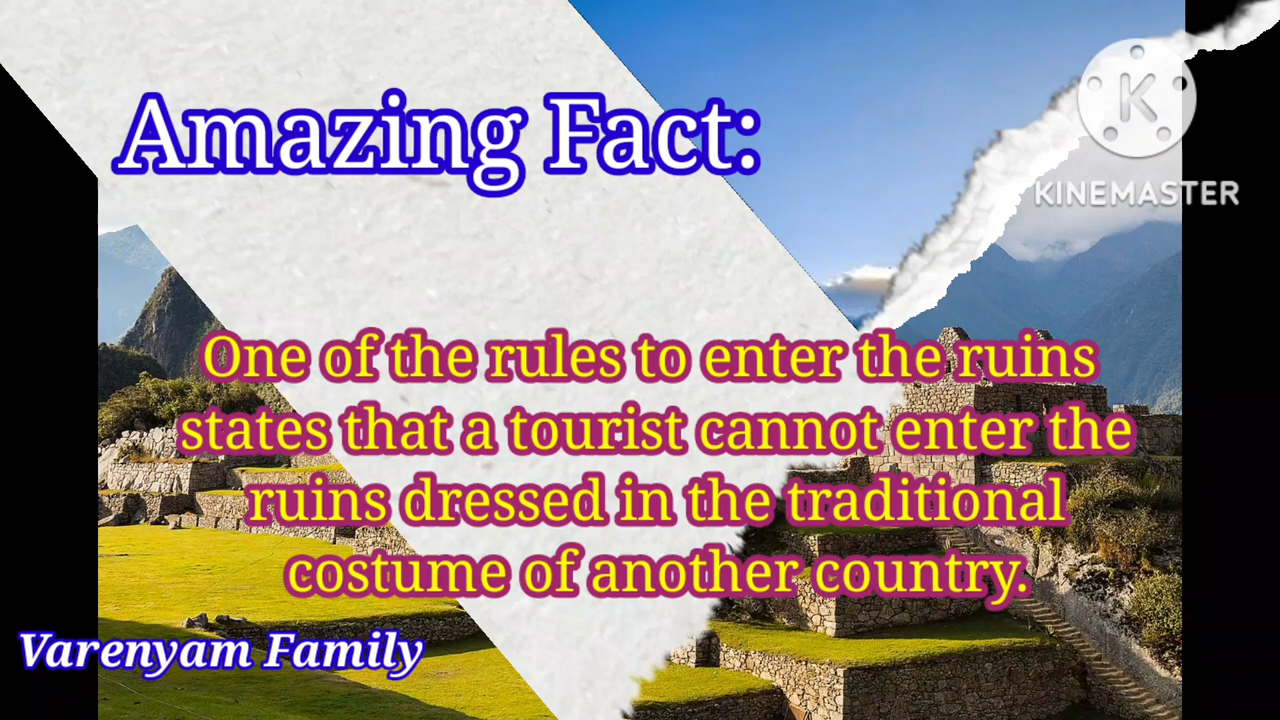 Amazing Fact:
K
KINEMASTER
One of the rules to enter the ruins
states that a tourist cannot enter the
ruins dressed in the traditional
costume of another country.
Varenyam Family